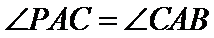 ∠PAC = ∠CAB